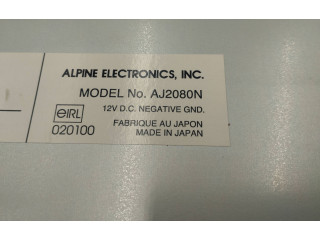 ALPINE ELECTRONICS, INC.
MODEL No. AJ2080N
12V D.C. NEGATIVE GND.
eIRL
020100
FABRIQUE AU JAPON
MADE IN JAPAN